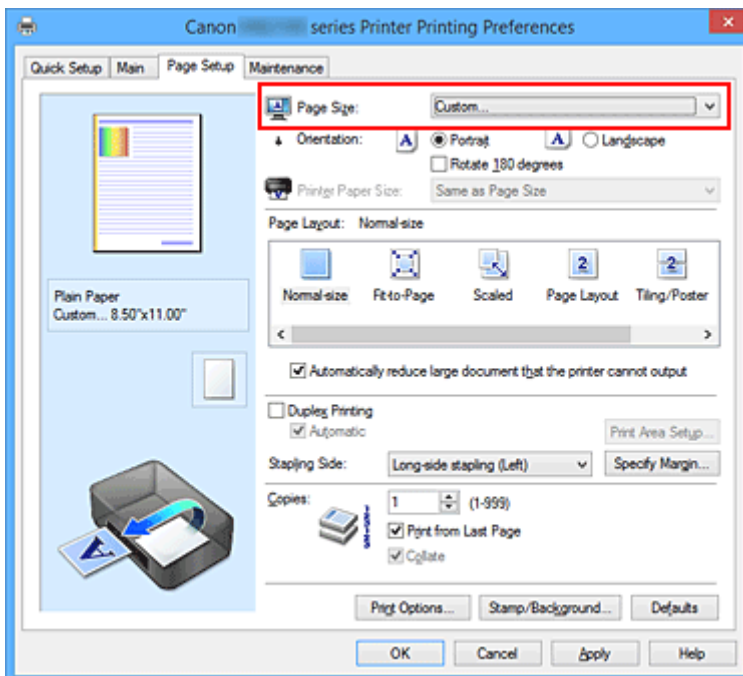 Canon series Printer Printing Preferences
Quick Setup Main Page Setup Maintenance
Page Size: Custom...
Orientation: A Portrait A Landscape
Rotate 180 degrees
Printer Paper Size: Same as Page Size
Page Layout: Normal-size
Normal-size Fit-to-Page Scaled Page Layout Tiling/Poster
Plain Paper
Custom... 8.50"x11.00"
Automatically reduce large document that the printer cannot output
Duplex Printing
Automatic
Print Area Setup...
Stapling Side: Long-side stapling (Left) Specify Margin...
Copies: 1 (1-999)
Print from Last Page
Collate
Print Options... Stamp/Background... Defaults
OK Cancel Apply Help